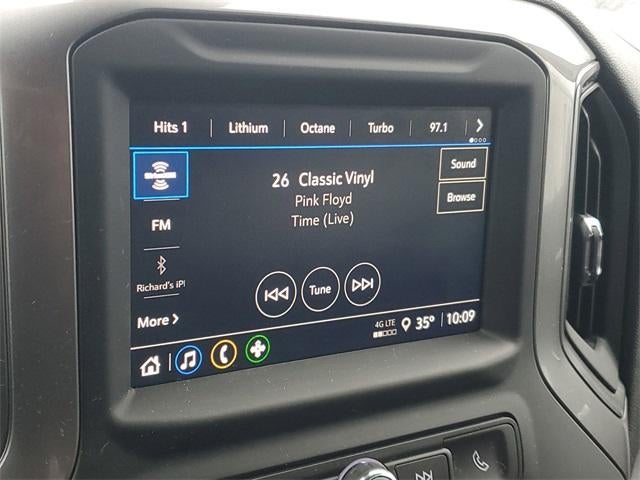 Hits 1 Lithium Octane Turbo 97.1
26 Classic Vinyl
Pink Floyd
Time (Live)
Sound
Browse
FM
Richard's iPl
More
Tune
4G LTE 35° 10:09